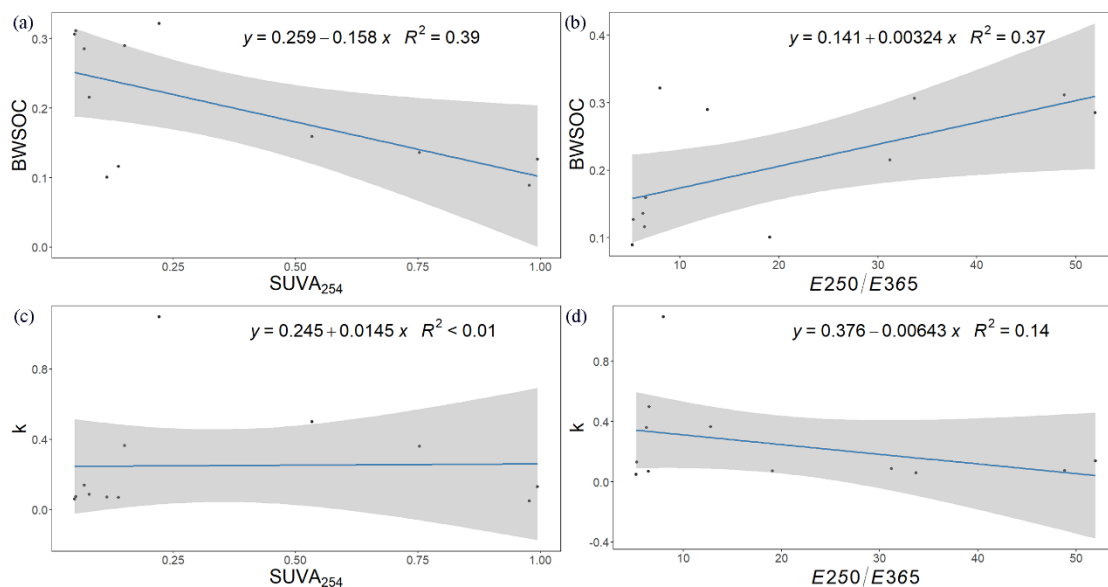 (a)
y = 0.259 − 0.158 x R² = 0.39
BWSOC
0.3
0.2
0.1
0.0
0.25
0.50
0.75
1.00
SUVA₂₅₄
(b)
y = 0.141 + 0.00324 x R² = 0.37
BWSOC
0.4
0.3
0.2
0.1
10
20
30
40
50
E250/E365
(c)
y = 0.245 + 0.0145 x R² < 0.01
k
0.8
0.4
0.0
0.25
0.50
0.75
1.00
SUVA₂₅₄
(d)
y = 0.376 − 0.00643 x R² = 0.14
k
0.8
0.4
0.0
-0.4
10
20
30
40
50
E250/E365